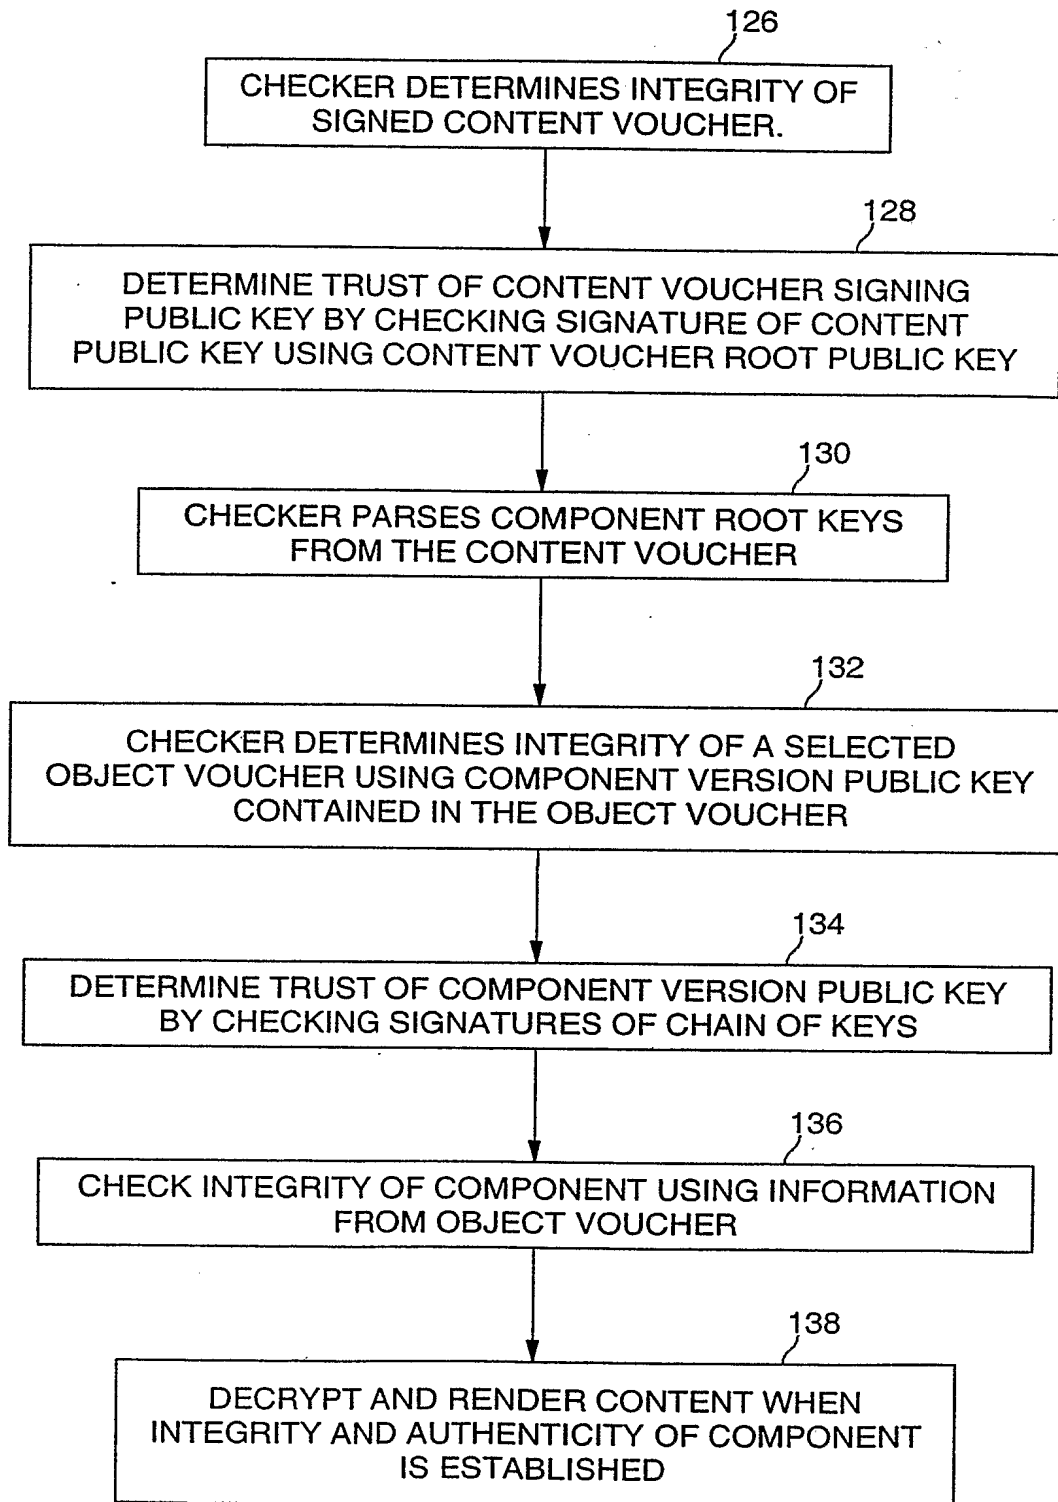 126
CHECKER DETERMINES INTEGRITY OF
SIGNED CONTENT VOUCHER.
128
DETERMINE TRUST OF CONTENT VOUCHER SIGNING
PUBLIC KEY BY CHECKING SIGNATURE OF CONTENT
PUBLIC KEY USING CONTENT VOUCHER ROOT PUBLIC KEY
130
CHECKER PARSES COMPONENT ROOT KEYS
FROM THE CONTENT VOUCHER
132
CHECKER DETERMINES INTEGRITY OF A SELECTED
OBJECT VOUCHER USING COMPONENT VERSION PUBLIC KEY
CONTAINED IN THE OBJECT VOUCHER
134
DETERMINE TRUST OF COMPONENT VERSION PUBLIC KEY
BY CHECKING SIGNATURES OF CHAIN OF KEYS
136
CHECK INTEGRITY OF COMPONENT USING INFORMATION
FROM OBJECT VOUCHER
138
DECRYPT AND RENDER CONTENT WHEN
INTEGRITY AND AUTHENTICITY OF COMPONENT
IS ESTABLISHED